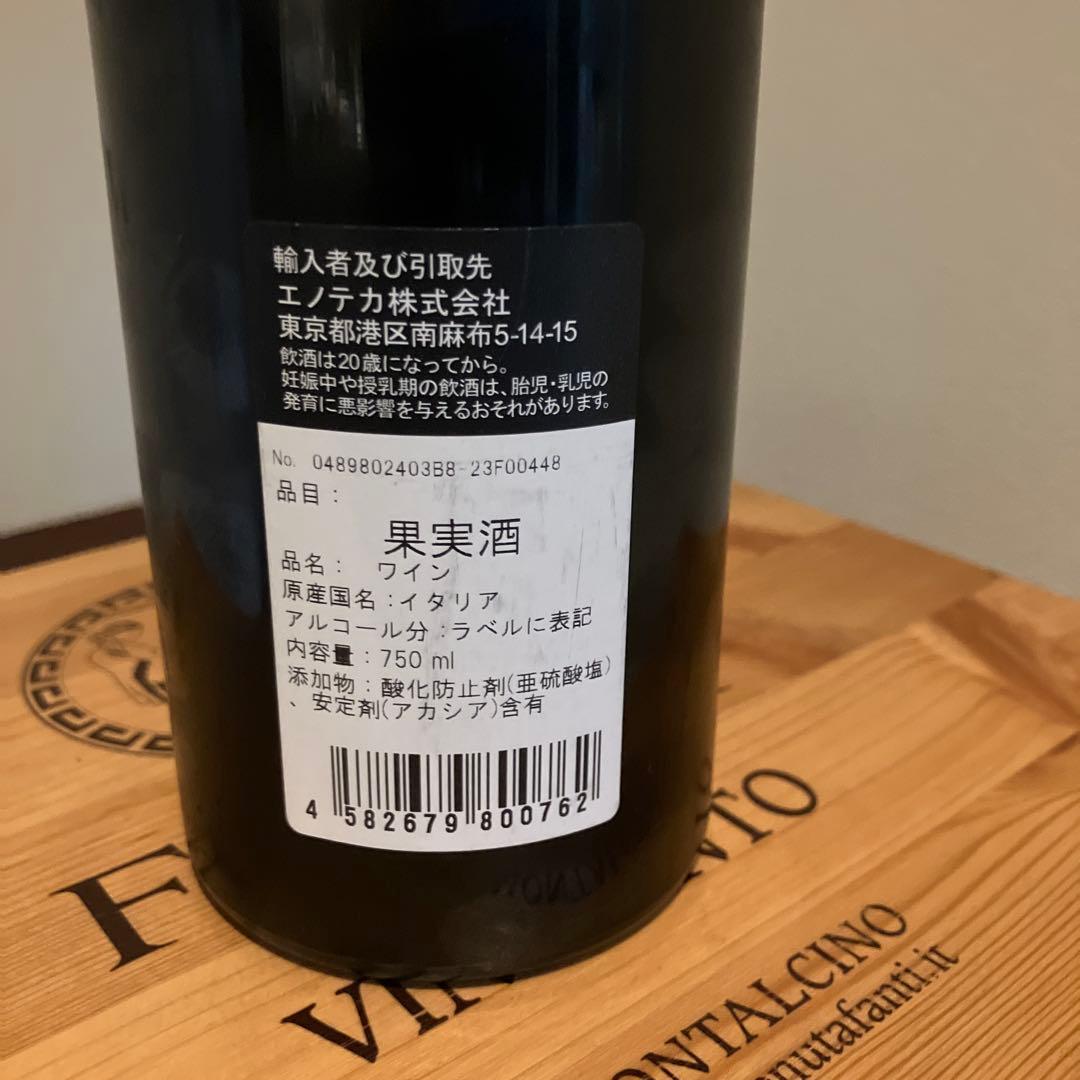 輸入者及び引取先
エノテカ株式会社
東京都港区南麻布5-14-15
飲酒は20歳になってから。
妊娠中や授乳期の飲酒は、胎児・乳児の
発育に悪影響を与えるおそれがあります。
No. 0489802403B8-23F00448
品目：
果実酒
品名： ワイン
原産国名：イタリア
アルコール分：ラベルに表記
内容量：750 ml
添加物：酸化防止剤(亜硫酸塩)
、安定剤(アカシア)含有
4 582679 800762